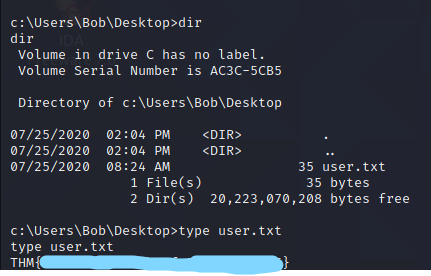 c:\Users\Bob\Desktop>dir
dir
 Volume in drive C has no label.
 Volume Serial Number is AC3C-5CB5

 Directory of c:\Users\Bob\Desktop

07/25/2020  02:04 PM    <DIR>          .
07/25/2020  02:04 PM    <DIR>          ..
07/25/2020  08:24 AM                35 user.txt
               1 File(s)             35 bytes
               2 Dir(s)  20,223,070,208 bytes free

c:\Users\Bob\Desktop>type user.txt
type user.txt
THM{ }